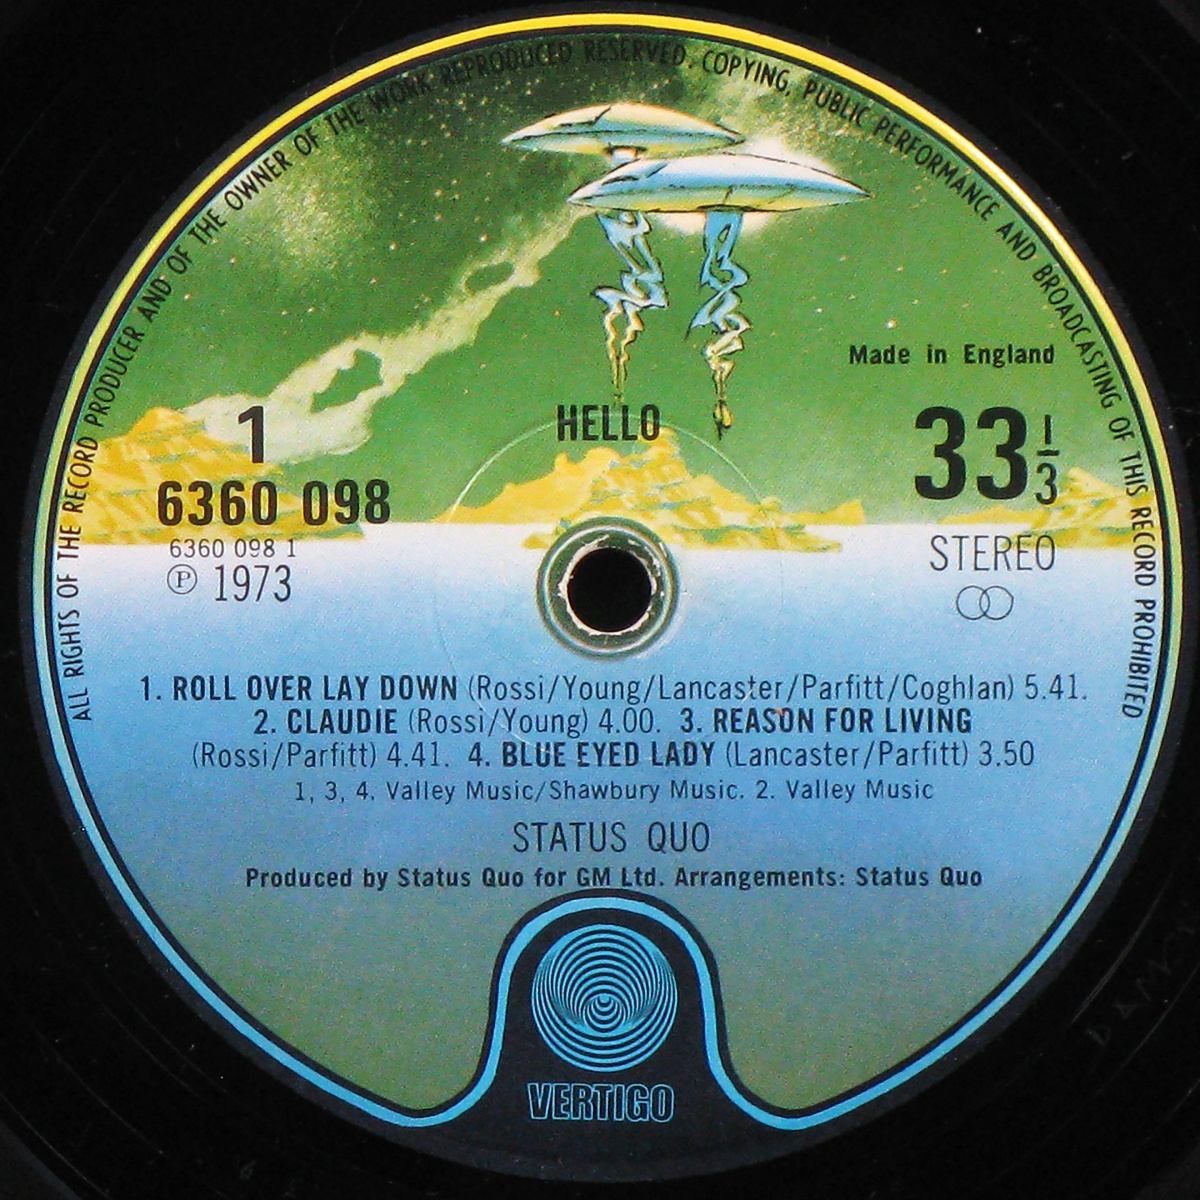 ALL RIGHTS OF THE RECORD PRODUCER AND OF THE OWNER OF THE WORK REPRODUCED RESERVED. COPYING, PUBLIC PERFORMANCE AND BROADCASTING OF THIS RECORD PROHIBITED
Made in England
1
HELLO
33 1/3
6360 098
6360 098 1
STEREO
Ⓟ 1973
1. ROLL OVER LAY DOWN (Rossi/Young/Lancaster/Parfitt/Coghlan) 5.41.
2. CLAUDIE (Rossi/Young) 4.00. 3. REASON FOR LIVING
(Rossi/Parfitt) 4.41. 4. BLUE EYED LADY (Lancaster/Parfitt) 3.50
1, 3, 4. Valley Music/Shawbury Music. 2. Valley Music
STATUS QUO
Produced by Status Quo for GM Ltd. Arrangements: Status Quo
VERTIGO